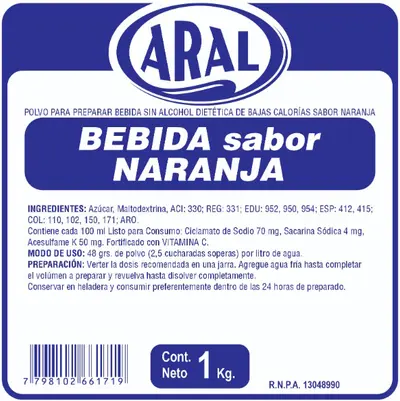 ARAL
POLVO PARA PREPARAR BEBIDA SIN ALCOHOL DIETÉTICA DE BAJAS CALORÍAS SABOR NARANJA
BEBIDA sabor
NARANJA
INGREDIENTES: Azúcar, Maltodextrina, ACI: 330; REG: 331; EDU: 952, 950, 954; ESP: 412, 415;
COL: 110, 102, 150, 171; ARO.
Contiene cada 100 ml Listo para Consumo: Ciclamato de Sodio 70 mg, Sacarina Sódica 4 mg,
Acesulfame K 50 mg. Fortificado con VITAMINA C.
MODO DE USO: 48 grs. de polvo (2,5 cucharadas soperas) por litro de agua.
PREPARACIÓN: Verter la dosis recomendada en una jarra. Agregue agua fría hasta completar
el volúmen a preparar y revuelva hasta disolver completamente.
Conservar en heladera y consumir preferentemente dentro de las 24 horas de preparado.
7 798102 661719
Cont. Neto 1 Kg.
R.N.P.A. 13048990